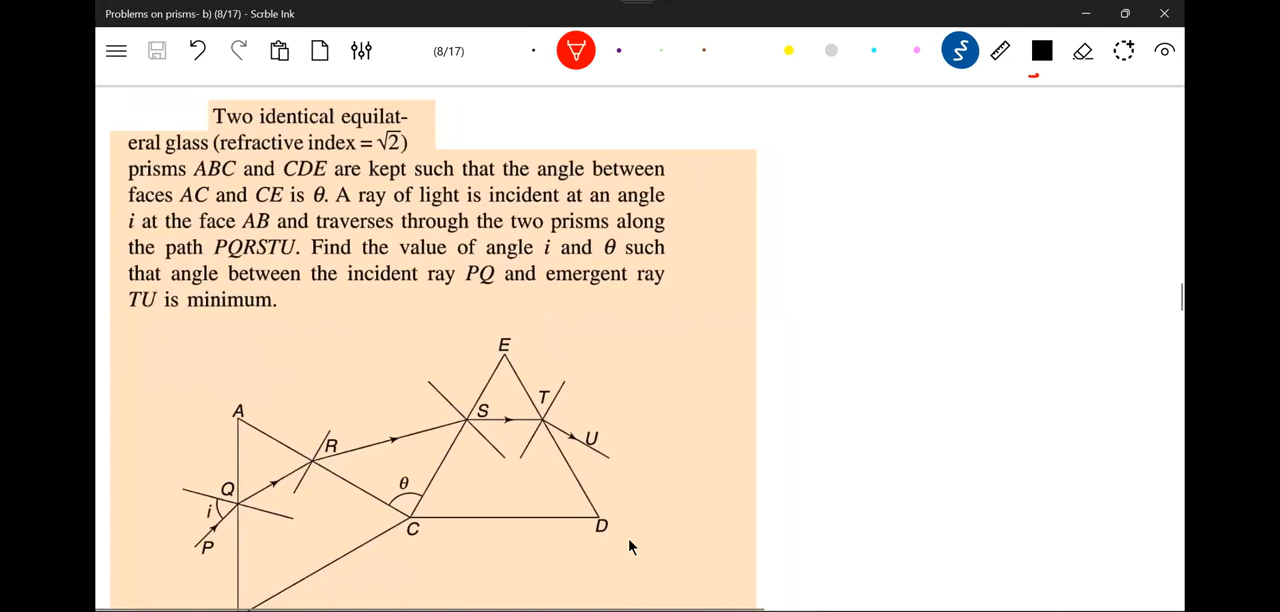 Problems on prisms- b) (8/17) - Scrble Ink
(8/17)
Two identical equilat-
eral glass (refractive index = √2)
prisms ABC and CDE are kept such that the angle between
faces AC and CE is θ. A ray of light is incident at an angle
i at the face AB and traverses through the two prisms along
the path PQRSTU. Find the value of angle i and θ such
that angle between the incident ray PQ and emergent ray
TU is minimum.
E
A
S
T
R
U
Q
θ
i
P
C
D